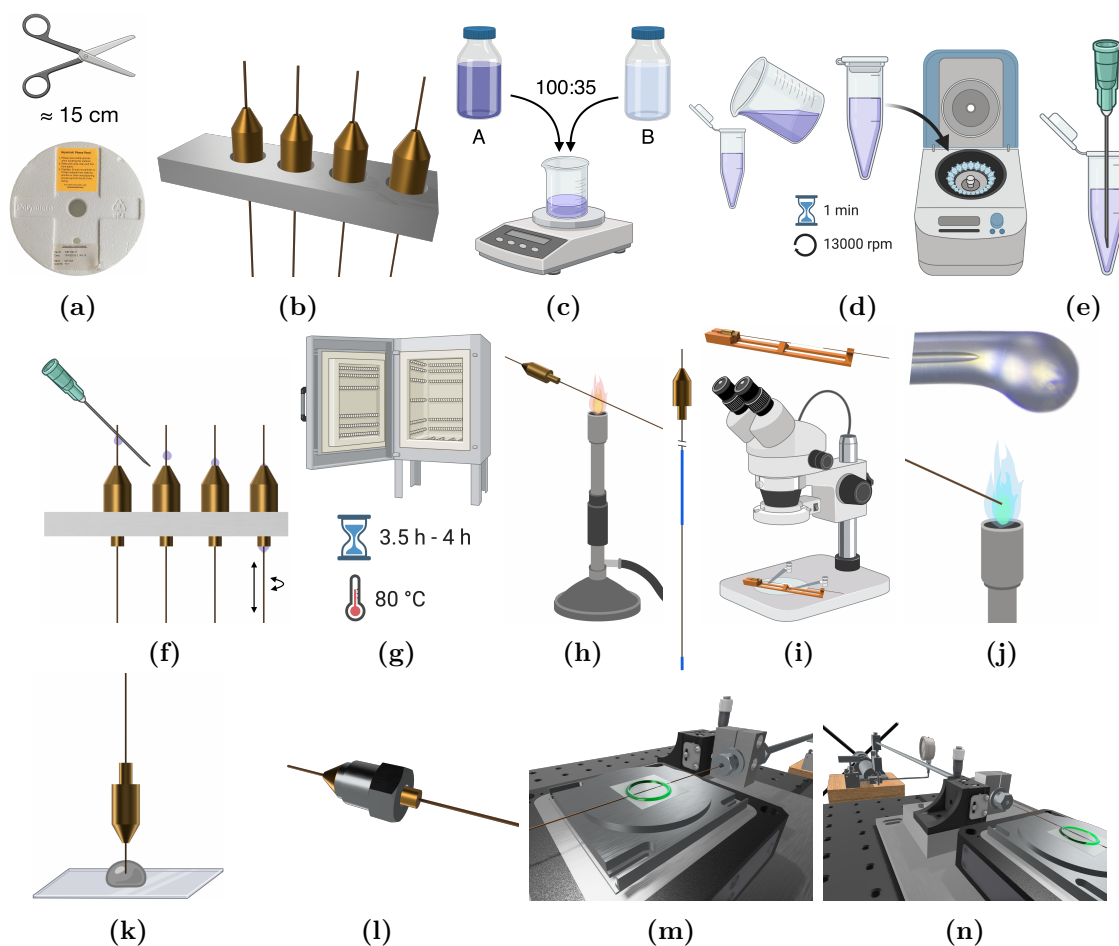 ≈ 15 cm
(a)
(b)
100:35
A
B
(c)
1 min
13000 rpm
(d)
(e)
(f)
3.5 h - 4 h
80 °C
(g)
(h)
(i)
(j)
(k)
(l)
(m)
(n)